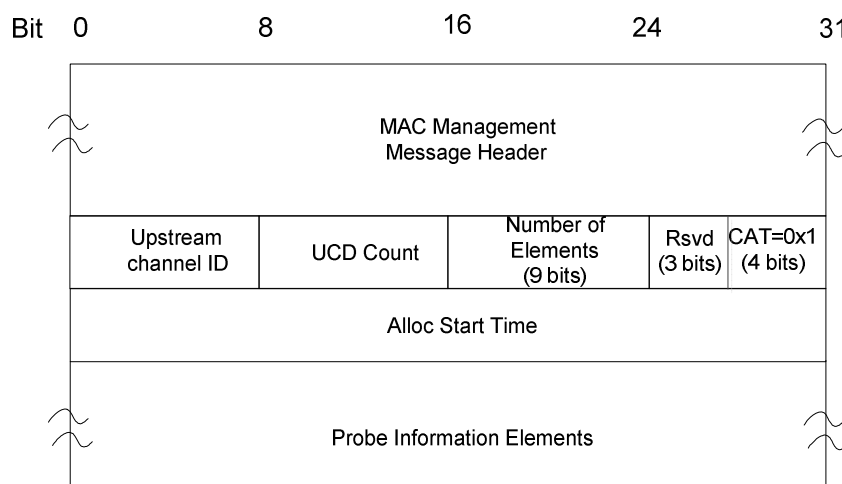 Bit 0 8 16 24 31
MAC Management
Message Header
Upstream
channel ID
UCD Count
Number of
Elements
(9 bits)
Rsvd
(3 bits)
CAT=0x1
(4 bits)
Alloc Start Time
Probe Information Elements